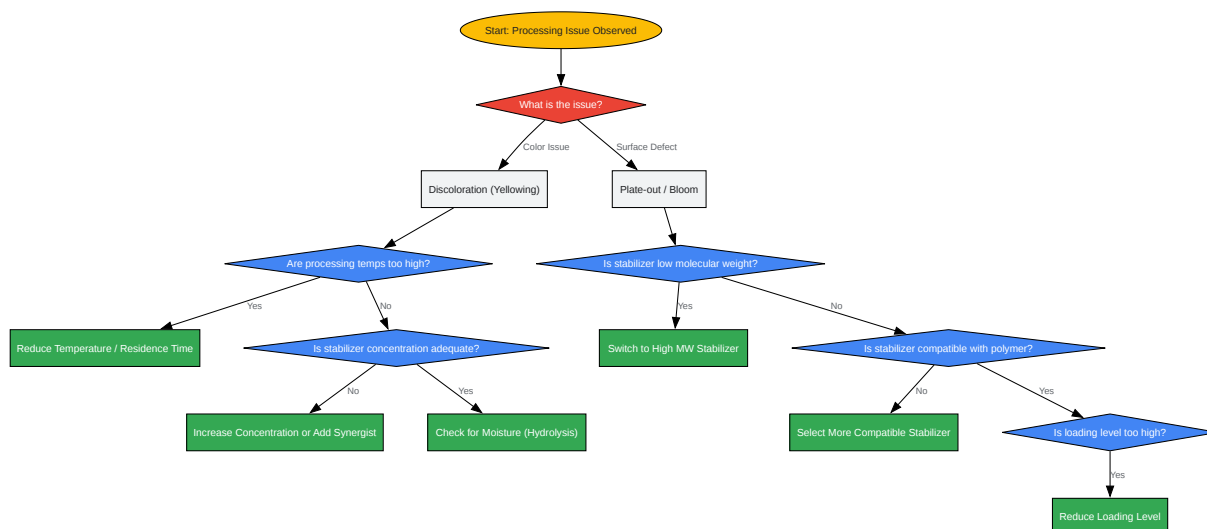 Start: Processing Issue Observed
What is the issue?
Color Issue
Surface Defect
Discoloration (Yellowing)
Plate-out / Bloom
Are processing temps too high?
Is stabilizer low molecular weight?
Yes
No
Yes
No
Reduce Temperature / Residence Time
Is stabilizer concentration adequate?
Switch to High MW Stabilizer
Is stabilizer compatible with polymer?
No
Yes
No
Yes
Increase Concentration or Add Synergist
Check for Moisture (Hydrolysis)
Select More Compatible Stabilizer
Is loading level too high?
Yes
Reduce Loading Level